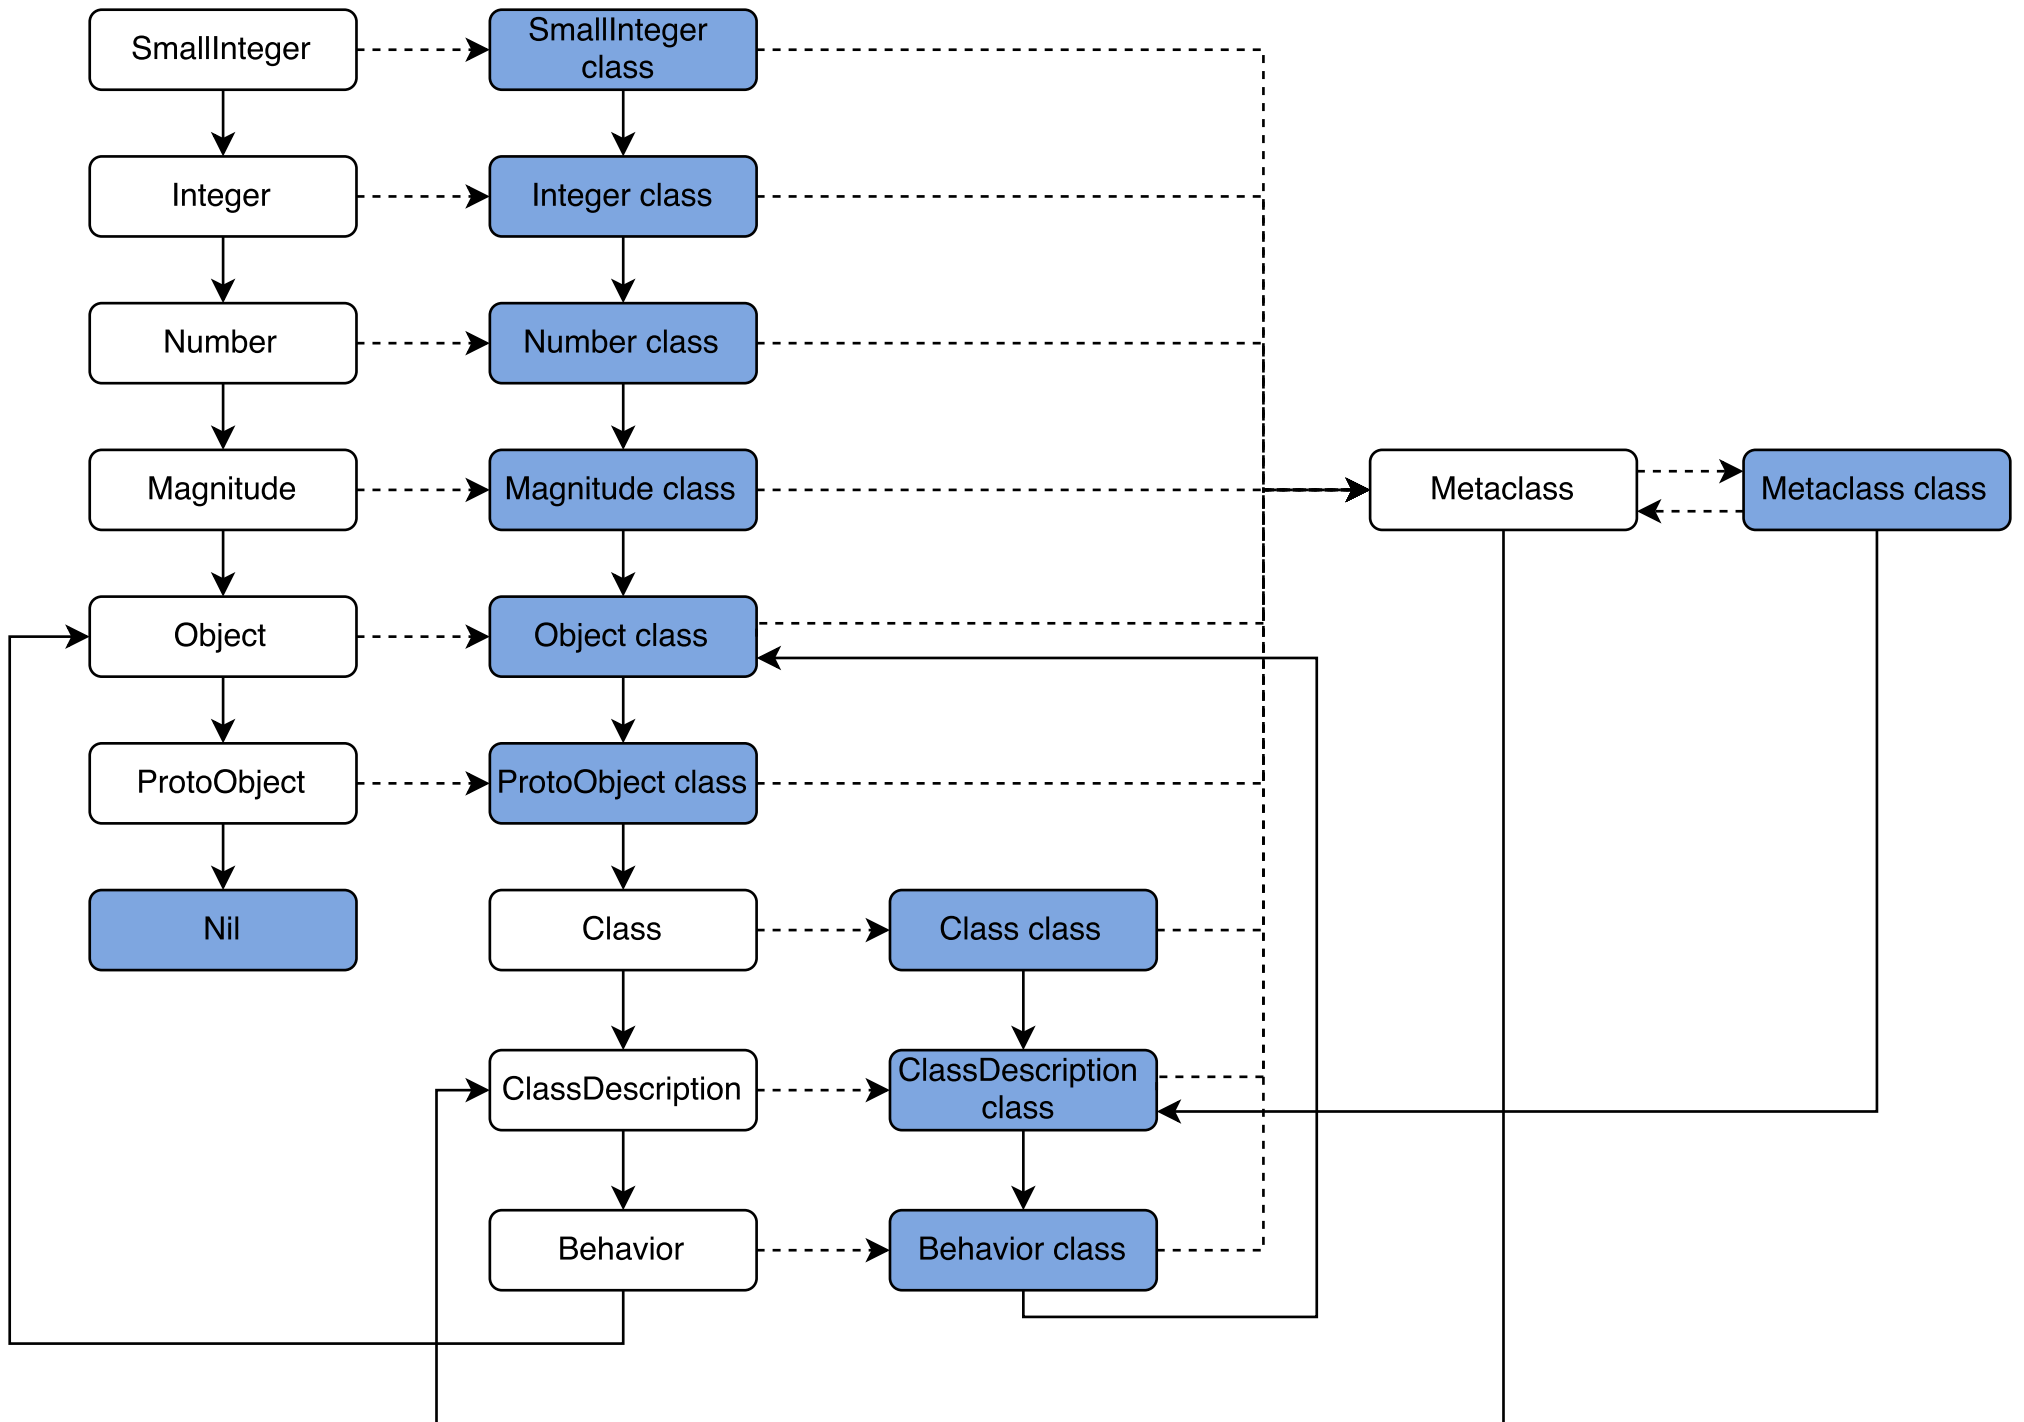 SmallInteger
SmallInteger
class
Integer
Integer class
Number
Number class
Magnitude
Magnitude class
Metaclass
Metaclass class
Object
Object class
ProtoObject
ProtoObject class
Nil
Class
Class class
ClassDescription
ClassDescription
class
Behavior
Behavior class